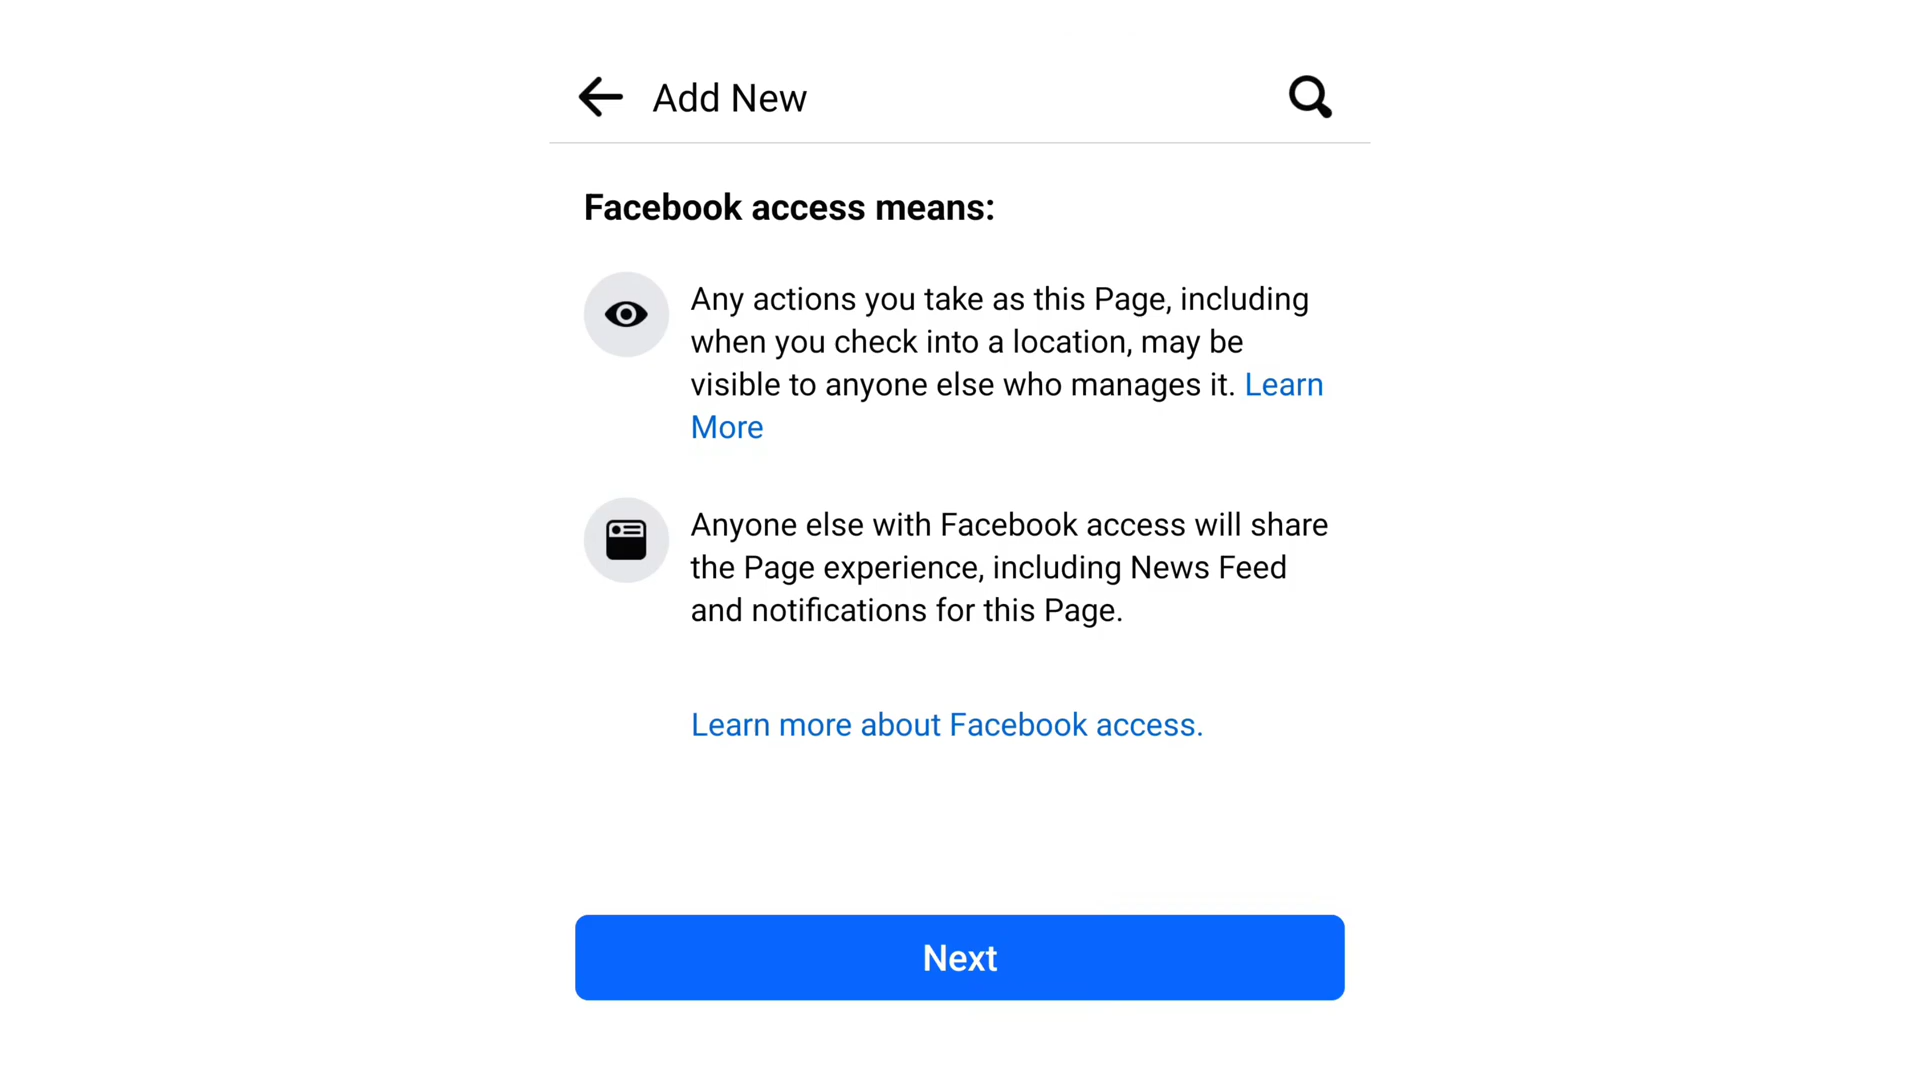 Add New
Facebook access means:
Any actions you take as this Page, including
when you check into a location, may be
visible to anyone else who manages it. Learn
More
Anyone else with Facebook access will share
the Page experience, including News Feed
and notifications for this Page.
Learn more about Facebook access.
Next